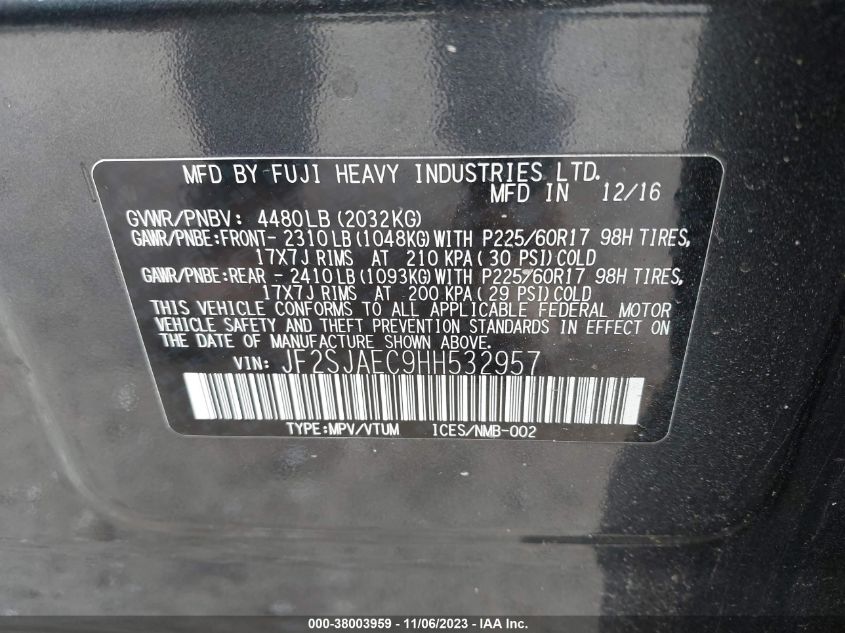 MFD BY FUJI HEAVY INDUSTRIES LTD.
MFD IN 12/16
GVWR/PNBV: 4480LB(2032KG)
GAWR/PNBE:FRONT-2310LB(1048KG)WITH P225/60R17 98H TIRES,
17X7J RIMS AT 210 KPA(30 PSI)COLD
GAWR/PNBE:REAR -2410LB(1093KG)WITH P225/60R17 98H TIRES,
17X7J RIMS AT 200 KPA(29 PSI)COLD
THIS VEHICLE CONFORMS TO ALL APPLICABLE FEDERAL MOTOR
VEHICLE SAFETY AND THEFT PREVENTION STANDARDS IN EFFECT ON
THE DATE OF MANUFACTURE SHOWN ABOVE.
VIN: JF2SJAEC9HH532957
TYPE:MPV/VTUM ICES/NMB-002
000-38003959 - 11/06/2023 - © 2023 - IAA, Inc.